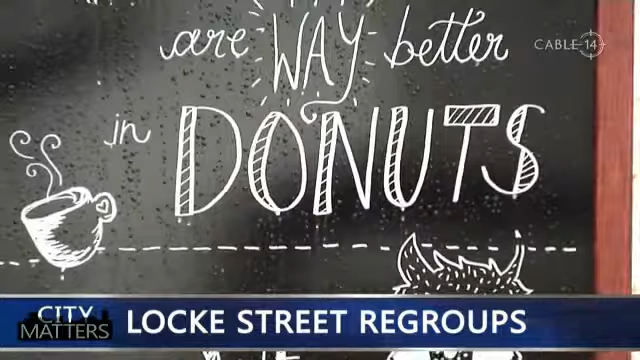 are WAY better
CABLE 14
in DONUTS
CITY
MATTERS
LOCKE STREET REGROUPS